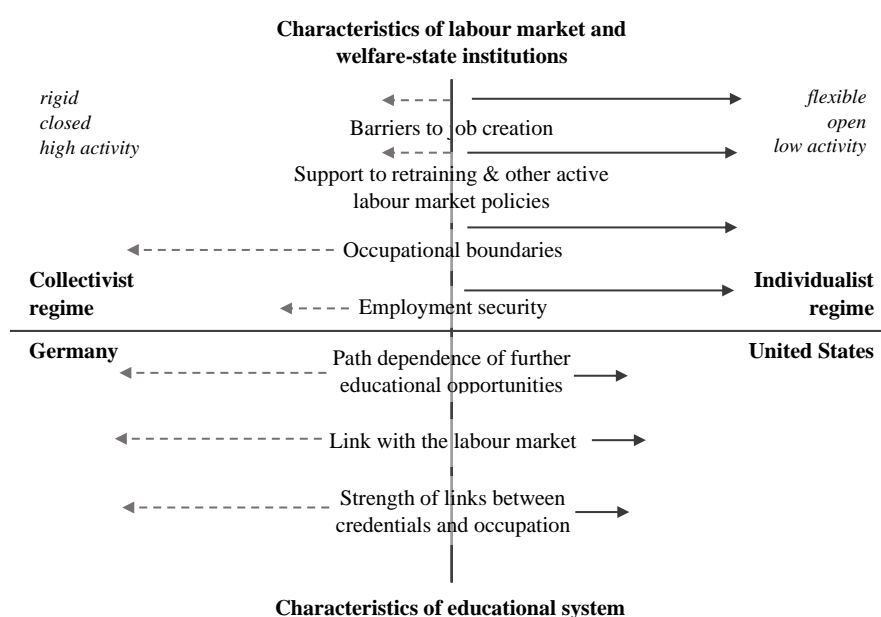 Characteristics of labour market and
welfare-state institutions
rigid
closed
high activity
flexible
open
low activity
Barriers to job creation
Support to retraining & other active
labour market policies
Occupational boundaries
Collectivist
regime
Individualist
regime
Employment security
Germany
United States
Path dependence of further
educational opportunities
Link with the labour market
Strength of links between
credentials and occupation
Characteristics of educational system